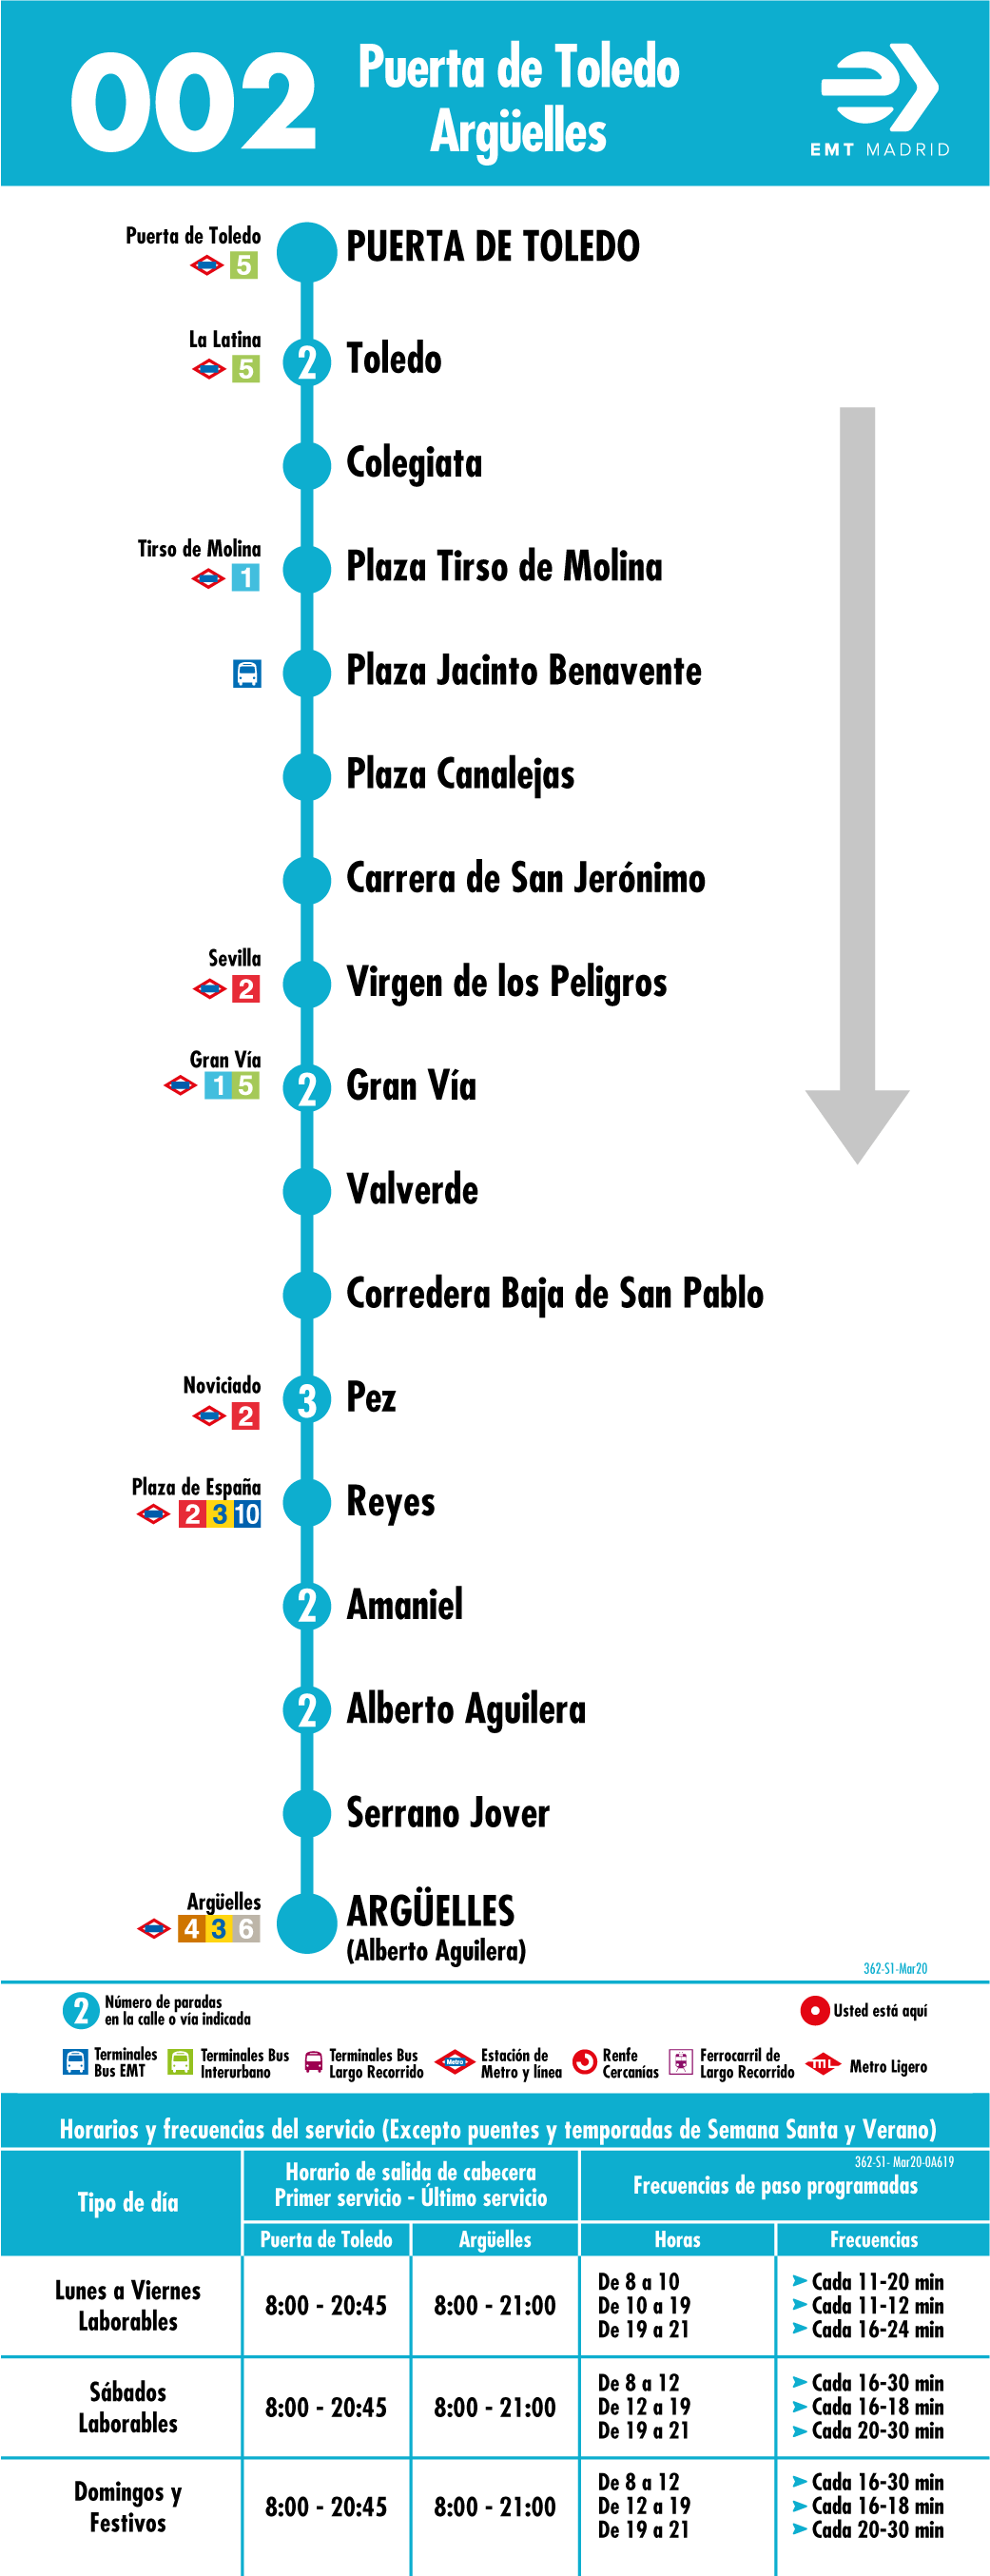 002
Puerta de Toledo
Argüelles
EMT MADRID
Puerta de Toledo
5
PUERTA DE TOLEDO
La Latina
5
2
Toledo
Colegiata
Tirso de Molina
1
Plaza Tirso de Molina
Plaza Jacinto Benavente
Plaza Canalejas
Carrera de San Jerónimo
Sevilla
2
Virgen de los Peligros
Gran Vía
1 5
2
Gran Vía
Valverde
Corredera Baja de San Pablo
Noviciado
2
3
Pez
Plaza de España
2 3 10
Reyes
2
Amaniel
2
Alberto Aguilera
Serrano Jover
Argüelles
4 3 6
ARGÜELLES
(Alberto Aguilera)
362-S1-Mar20
2
Número de paradas
en la calle o vía indicada
Usted está aquí
Terminales
Bus EMT
Terminales Bus
Interurbano
Terminales Bus
Largo Recorrido
Metro
Estación de
Metro y línea
Renfe
Cercanías
Ferrocarril de
Largo Recorrido
ML
Metro Ligero
Horarios y frecuencias del servicio (Excepto puentes y temporadas de Semana Santa y Verano)
362-S1- Mar20-0A619
Tipo de día
Horario de salida de cabecera
Primer servicio - Último servicio
Frecuencias de paso programadas
Puerta de Toledo
Argüelles
Horas
Frecuencias
Lunes a Viernes
Laborables
8:00 - 20:45
8:00 - 21:00
De 8 a 10
De 10 a 19
De 19 a 21
Cada 11-20 min
Cada 11-12 min
Cada 16-24 min
Sábados
Laborables
8:00 - 20:45
8:00 - 21:00
De 8 a 12
De 12 a 19
De 19 a 21
Cada 16-30 min
Cada 16-18 min
Cada 20-30 min
Domingos y
Festivos
8:00 - 20:45
8:00 - 21:00
De 8 a 12
De 12 a 19
De 19 a 21
Cada 16-30 min
Cada 16-18 min
Cada 20-30 min